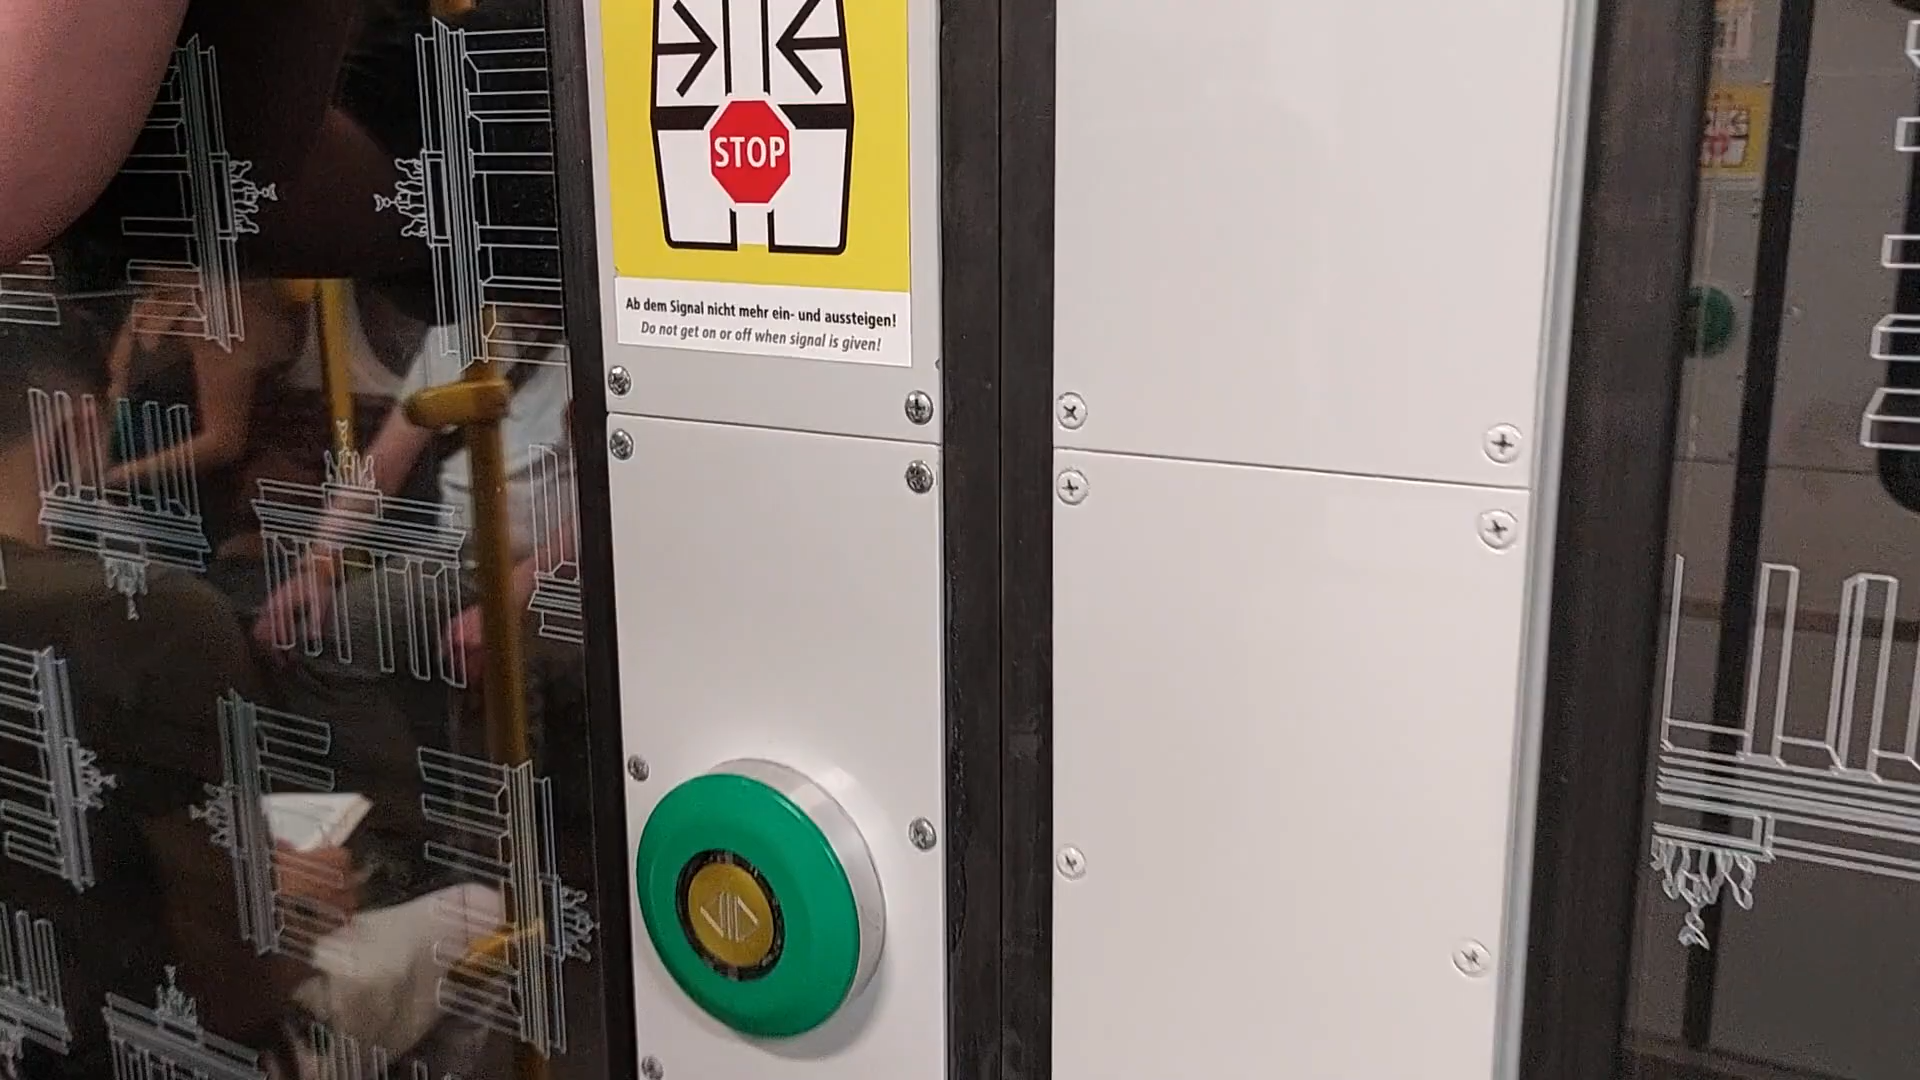 STOP
Ab dem Signal nicht mehr ein- und aussteigen!
Do not get on or off when signal is given!